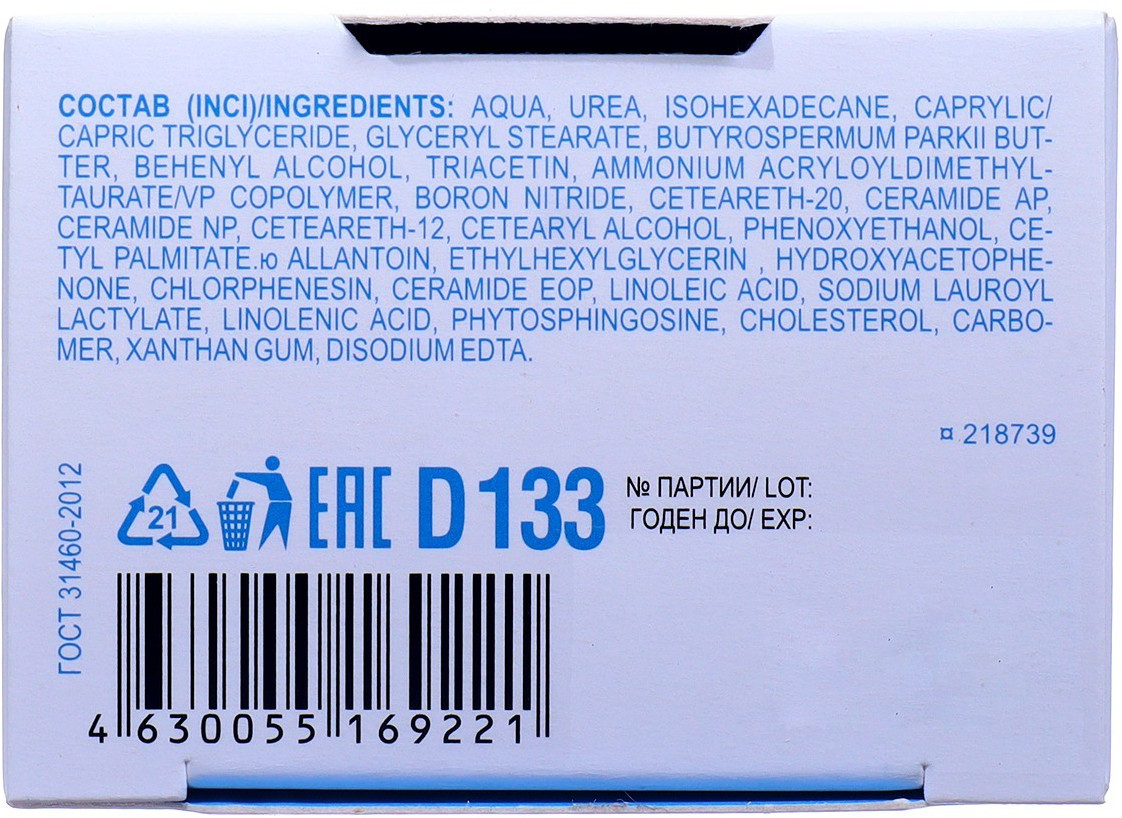 СОСТАВ (INCI)/INGREDIENTS: AQUA, UREA, ISOHEXADECANE, CAPRYLIC/
CAPRIC TRIGLYCERIDE, GLYCERYL STEARATE, BUTYROSPERMUM PARKII BUT-
TER, BEHENYL ALCOHOL, TRIACETIN, AMMONIUM ACRYLOYLDIMETHYL-
TAURATE/VP COPOLYMER, BORON NITRIDE, CETEARETH-20, CERAMIDE AP,
CERAMIDE NP, CETEARETH-12, CETEARYL ALCOHOL, PHENOXYETHANOL, CE-
TYL PALMITATE.ю ALLANTOIN, ETHYLHEXYLGLYCERIN , HYDROXYACETOPHE-
NONE, CHLORPHENESIN, CERAMIDE EOP, LINOLEIC ACID, SODIUM LAUROYL
LACTYLATE, LINOLENIC ACID, PHYTOSPHINGOSINE, CHOLESTEROL, CARBO-
MER, XANTHAN GUM, DISODIUM EDTA.
¤ 218739
ГОСТ 31460-2012
21
EAC D 133
№ ПАРТИИ/ LOT:
ГОДЕН ДО/ EXP:
4 630055 169221